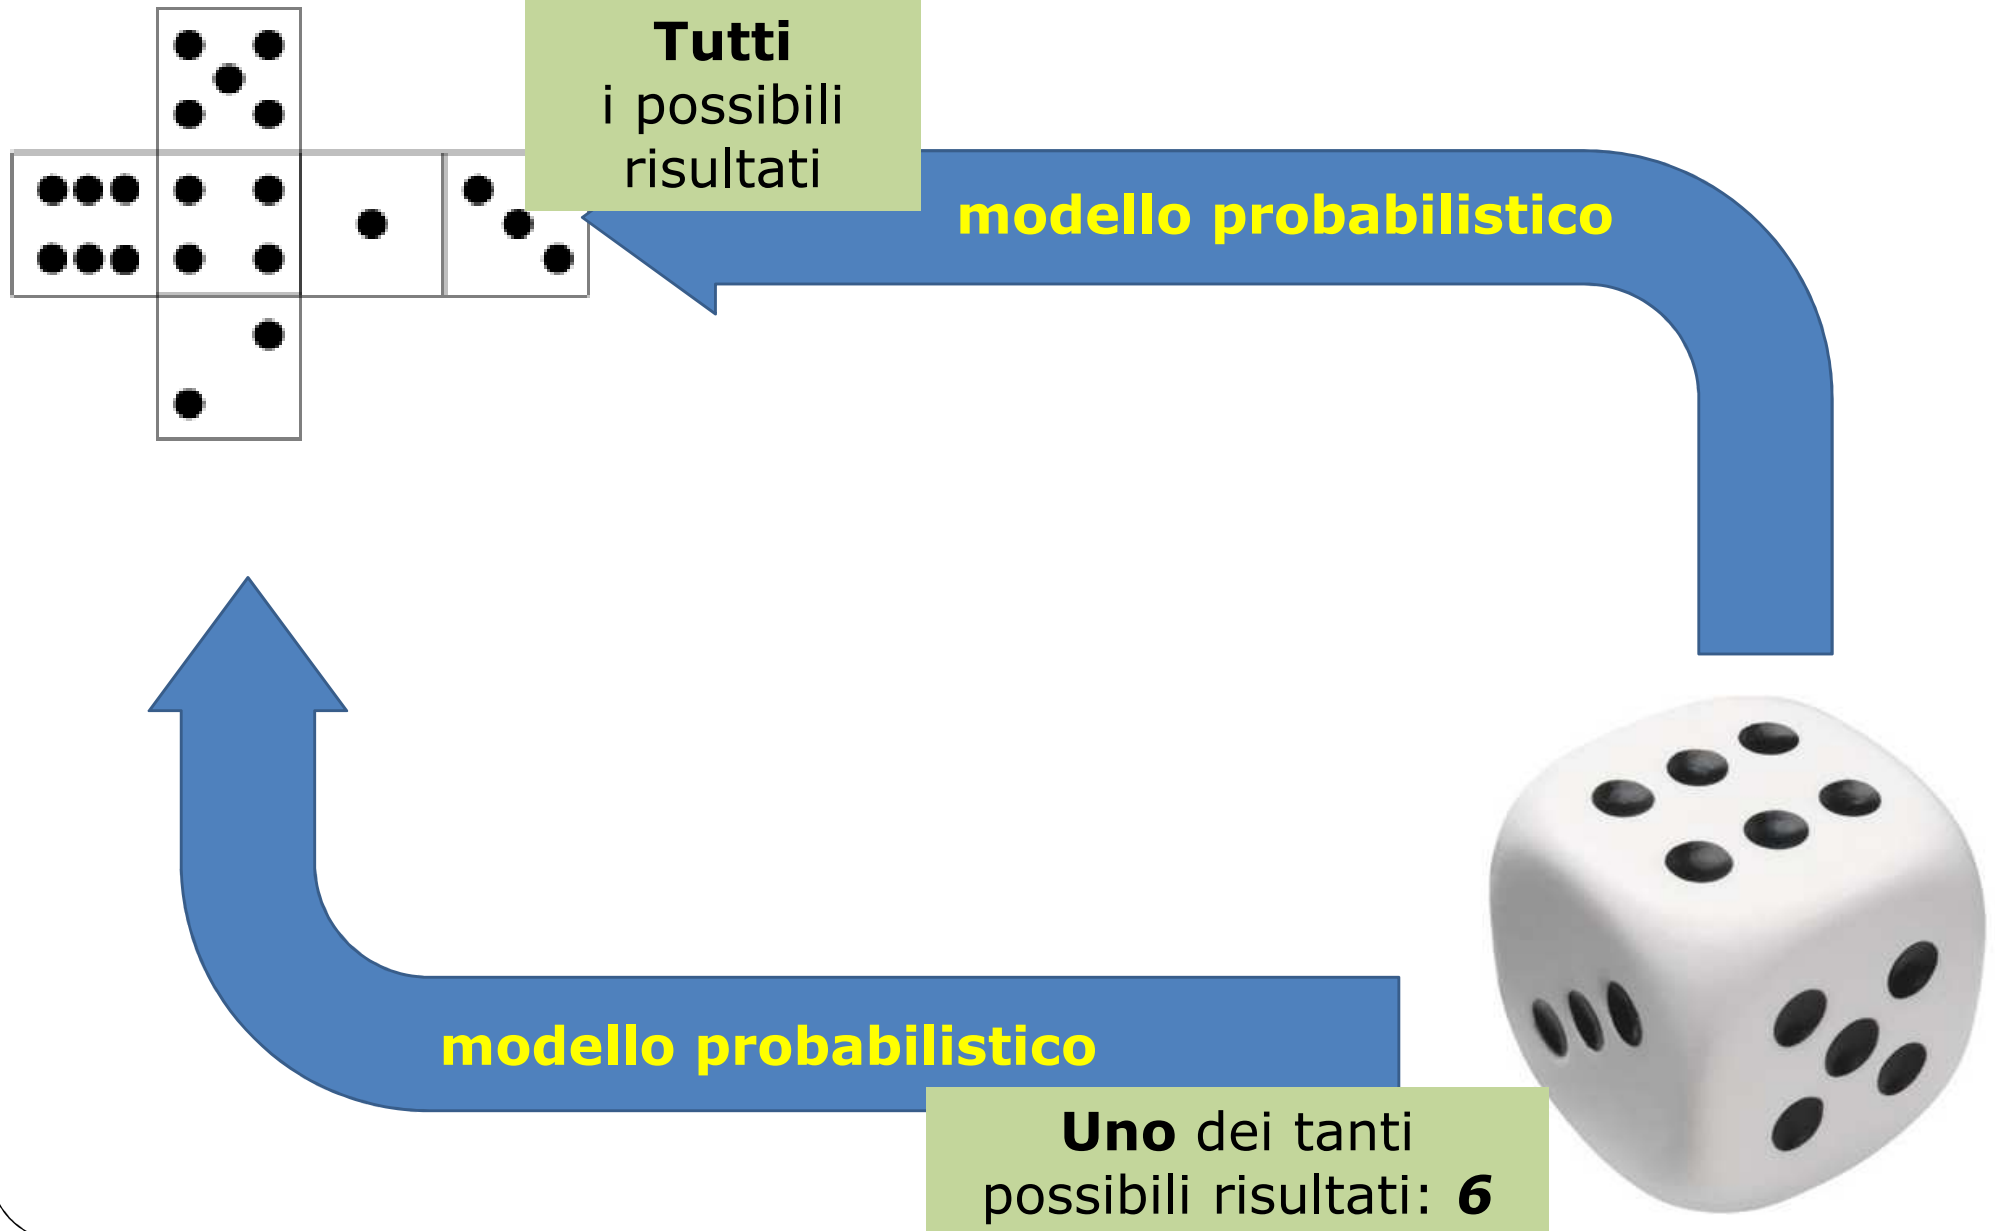 Tutti
i possibili
risultati
modello probabilistico
modello probabilistico
Uno dei tanti
possibili risultati: 6